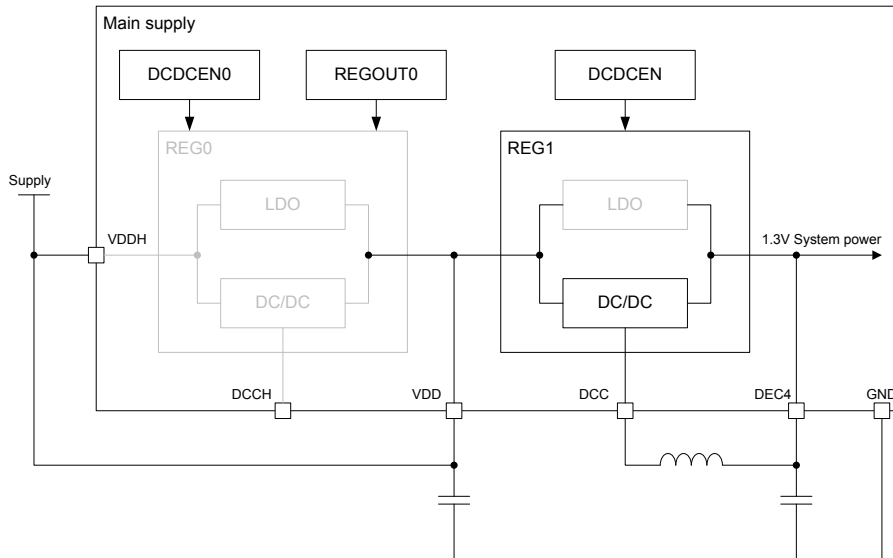 Main supply
DCDCEN0
REGOUT0
DCDCEN
REG0
REG1
Supply
LDO
LDO
VDDH
1.3V System power
DC/DC
DC/DC
DCCH
VDD
DCC
DEC4
GND